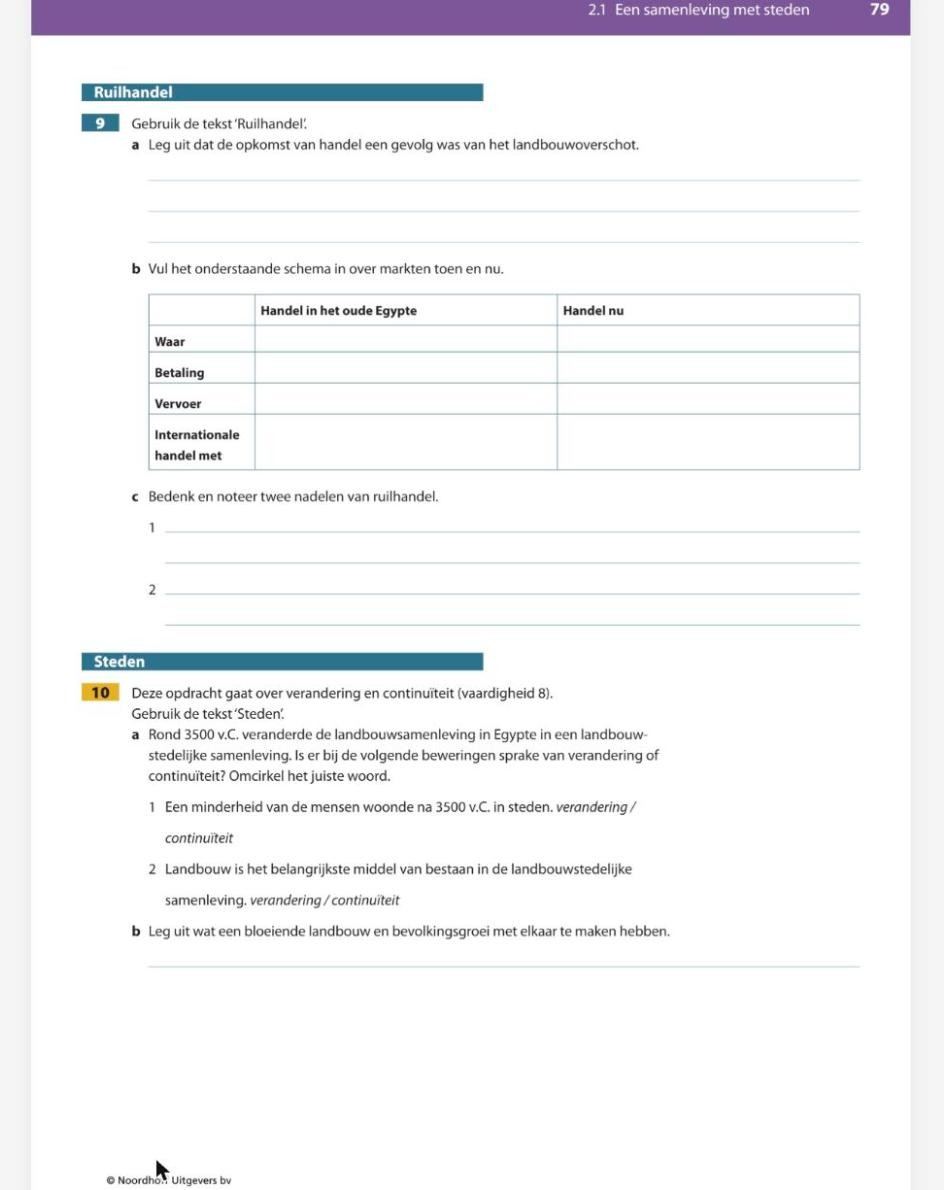 2.1 Een samenleving met steden 79
Ruilhandel
9 Gebruik de tekst ‘Ruilhandel’.
a Leg uit dat de opkomst van handel een gevolg was van het landbouwoverschot.
b Vul het onderstaande schema in over markten toen en nu.
Handel in het oude Egypte Handel nu
Waar
Betaling
Vervoer
Internationale
handel met
c Bedenk en noteer twee nadelen van ruilhandel.
1
2
Steden
10 Deze opdracht gaat over verandering en continuïteit (vaardigheid 8).
Gebruik de tekst ‘Steden’.
a Rond 3500 v.C. veranderde de landbouwsamenleving in Egypte in een landbouw-
stedelijke samenleving. Is er bij de volgende beweringen sprake van verandering of
continuïteit? Omcirkel het juiste woord.
1 Een minderheid van de mensen woonde na 3500 v.C. in steden. verandering /
continuïteit
2 Landbouw is het belangrijkste middel van bestaan in de landbouwstedelijke
samenleving. verandering / continuïteit
b Leg uit wat een bloeiende landbouw en bevolkingsgroei met elkaar te maken hebben.
© Uitgevers bv